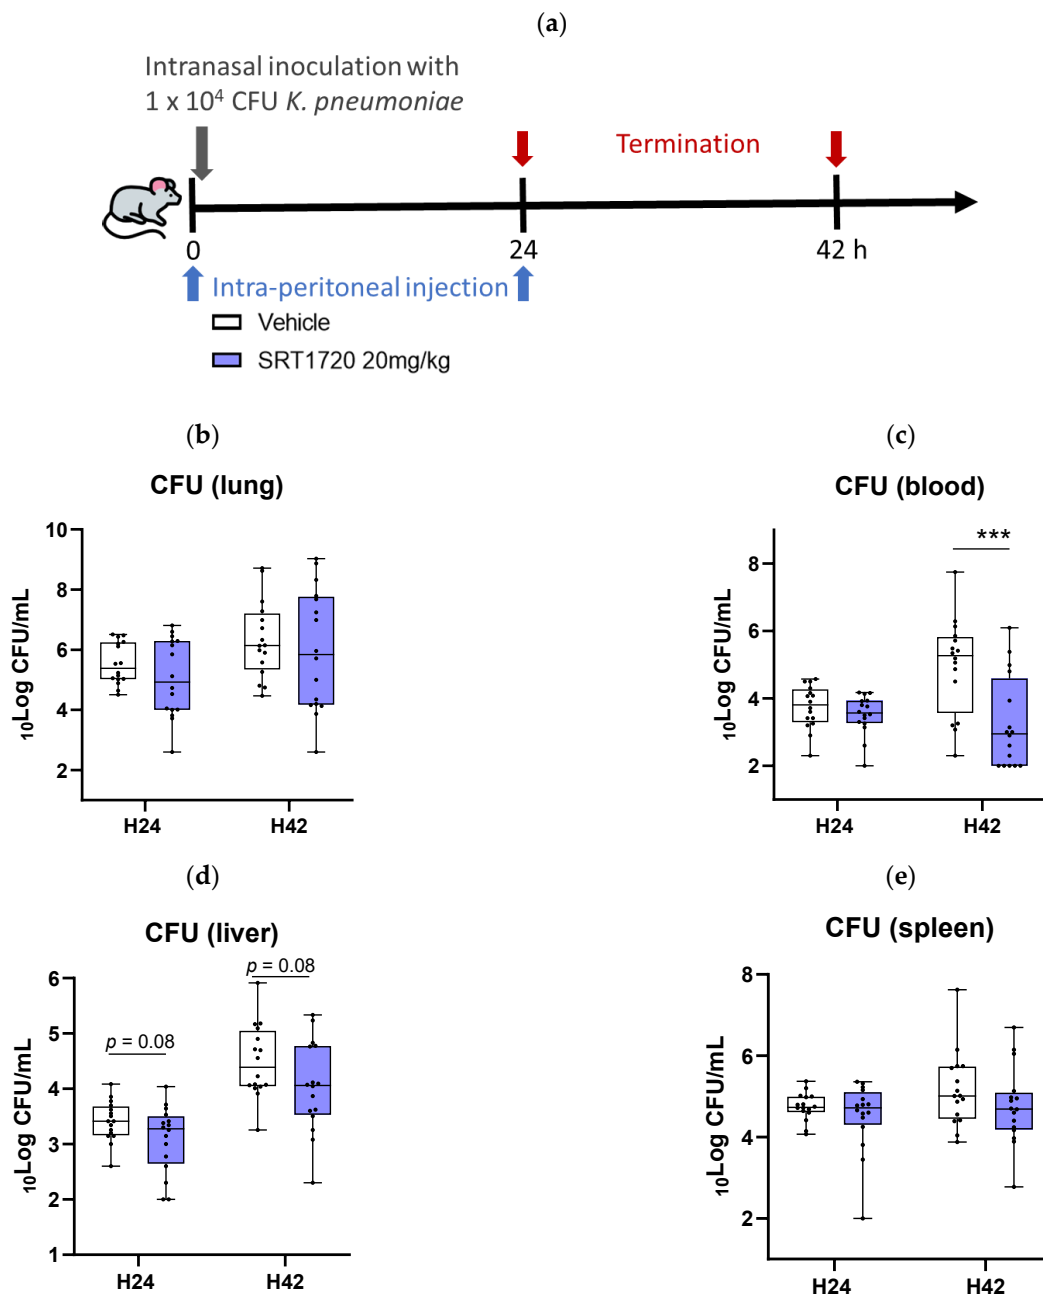 (a)
Intranasal inoculation with
1 x 10⁴ CFU K. pneumoniae
Termination
0
24
42 h
Intra-peritoneal injection
Vehicle
SRT1720 20mg/kg
(b)
CFU (lung)
₁₀Log CFU/mL
10
8
6
4
2
H24
H42
(c)
CFU (blood)
***
₁₀Log CFU/mL
8
6
4
2
H24
H42
(d)
CFU (liver)
p = 0.08
p = 0.08
₁₀Log CFU/mL
6
5
4
3
2
1
H24
H42
(e)
CFU (spleen)
₁₀Log CFU/mL
8
6
4
2
H24
H42